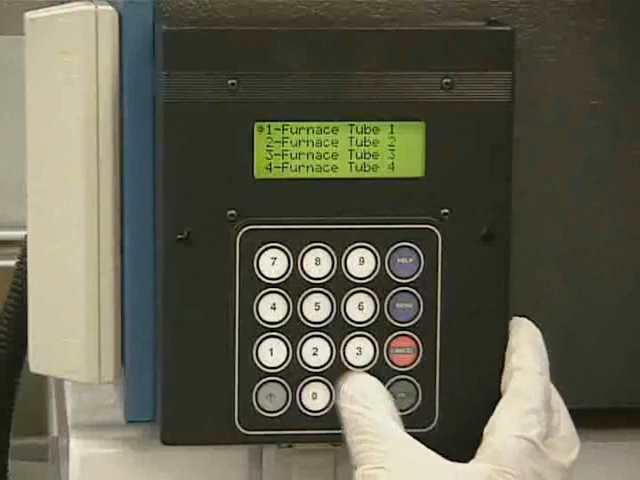 1-Furnace Tube 1
2-Furnace Tube 2
3-Furnace Tube 3
4-Furnace Tube 4
7 8 9 HELP
4 5 6
1 2 3 CANCEL
0